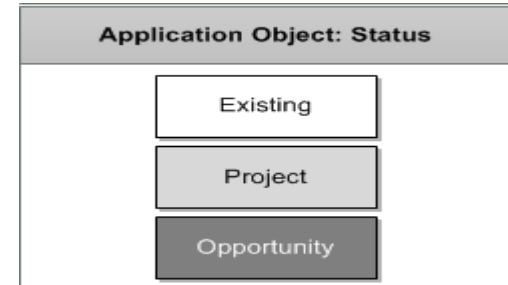 Application Object: Status
Existing
Project
Opportunity